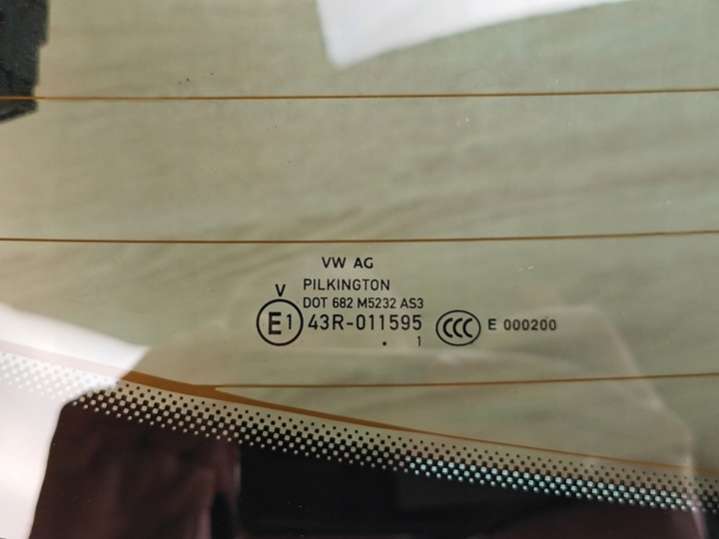 VW AG
PILKINGTON
V
DOT 682 M5232 AS3
E1 43R-011595 CCC E 000200
. 1